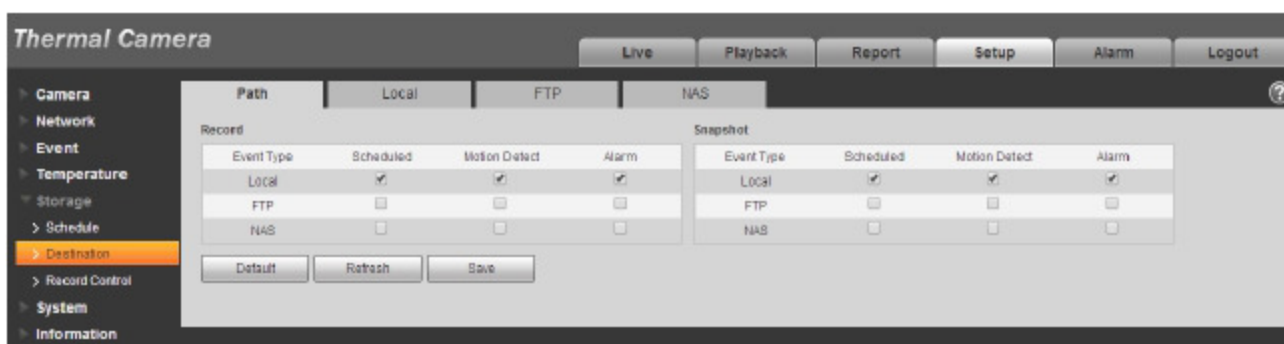 Thermal Camera
Live Playback Report Setup Alarm Logout
Camera
Network
Event
Temperature
Storage
Schedule
Destination
Record Control
System
Information
Path Local FTP NAS
?
Record
Event Type Scheduled Motion Detect Alarm
Local
FTP
NAS
Snapshot
Event Type Scheduled Motion Detect Alarm
Local
FTP
NAS
Default Refresh Save